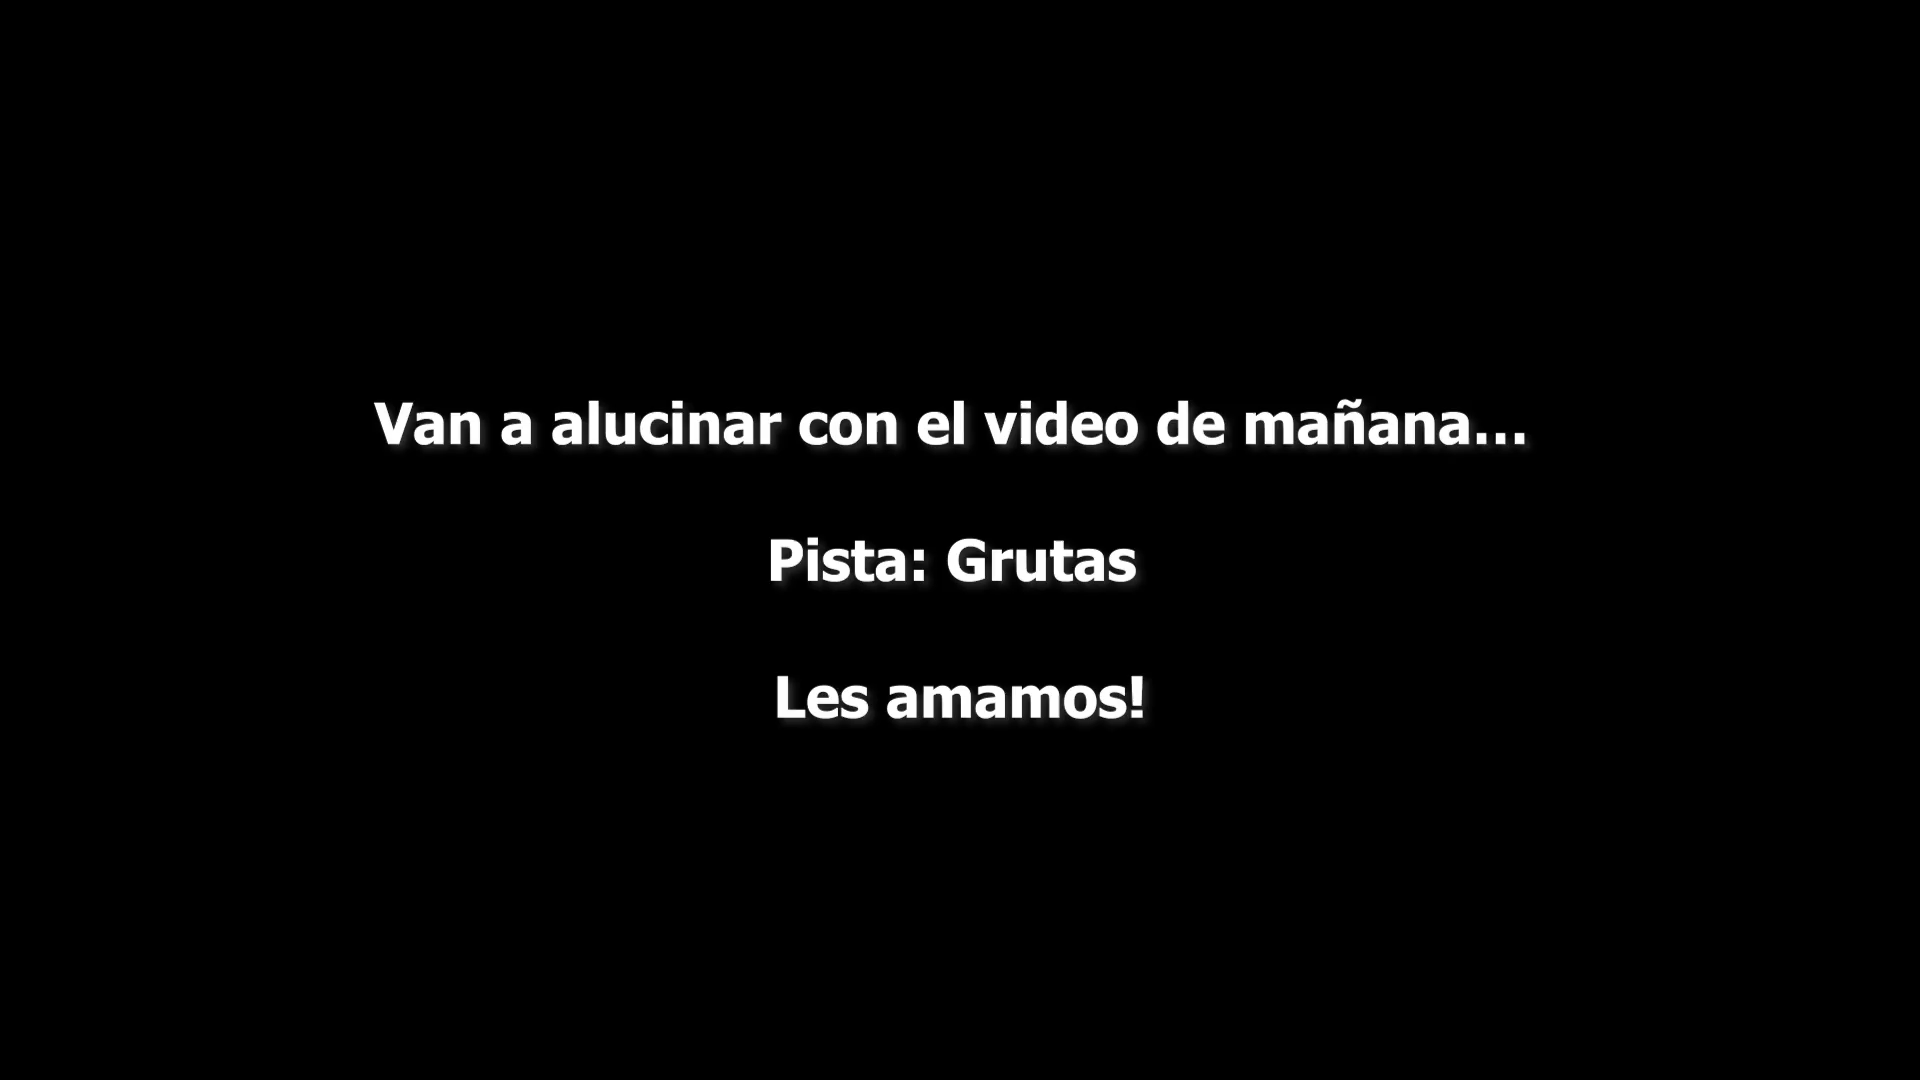 Van a alucinar con el video de mañana...
Pista: Grutas
Les amamos!